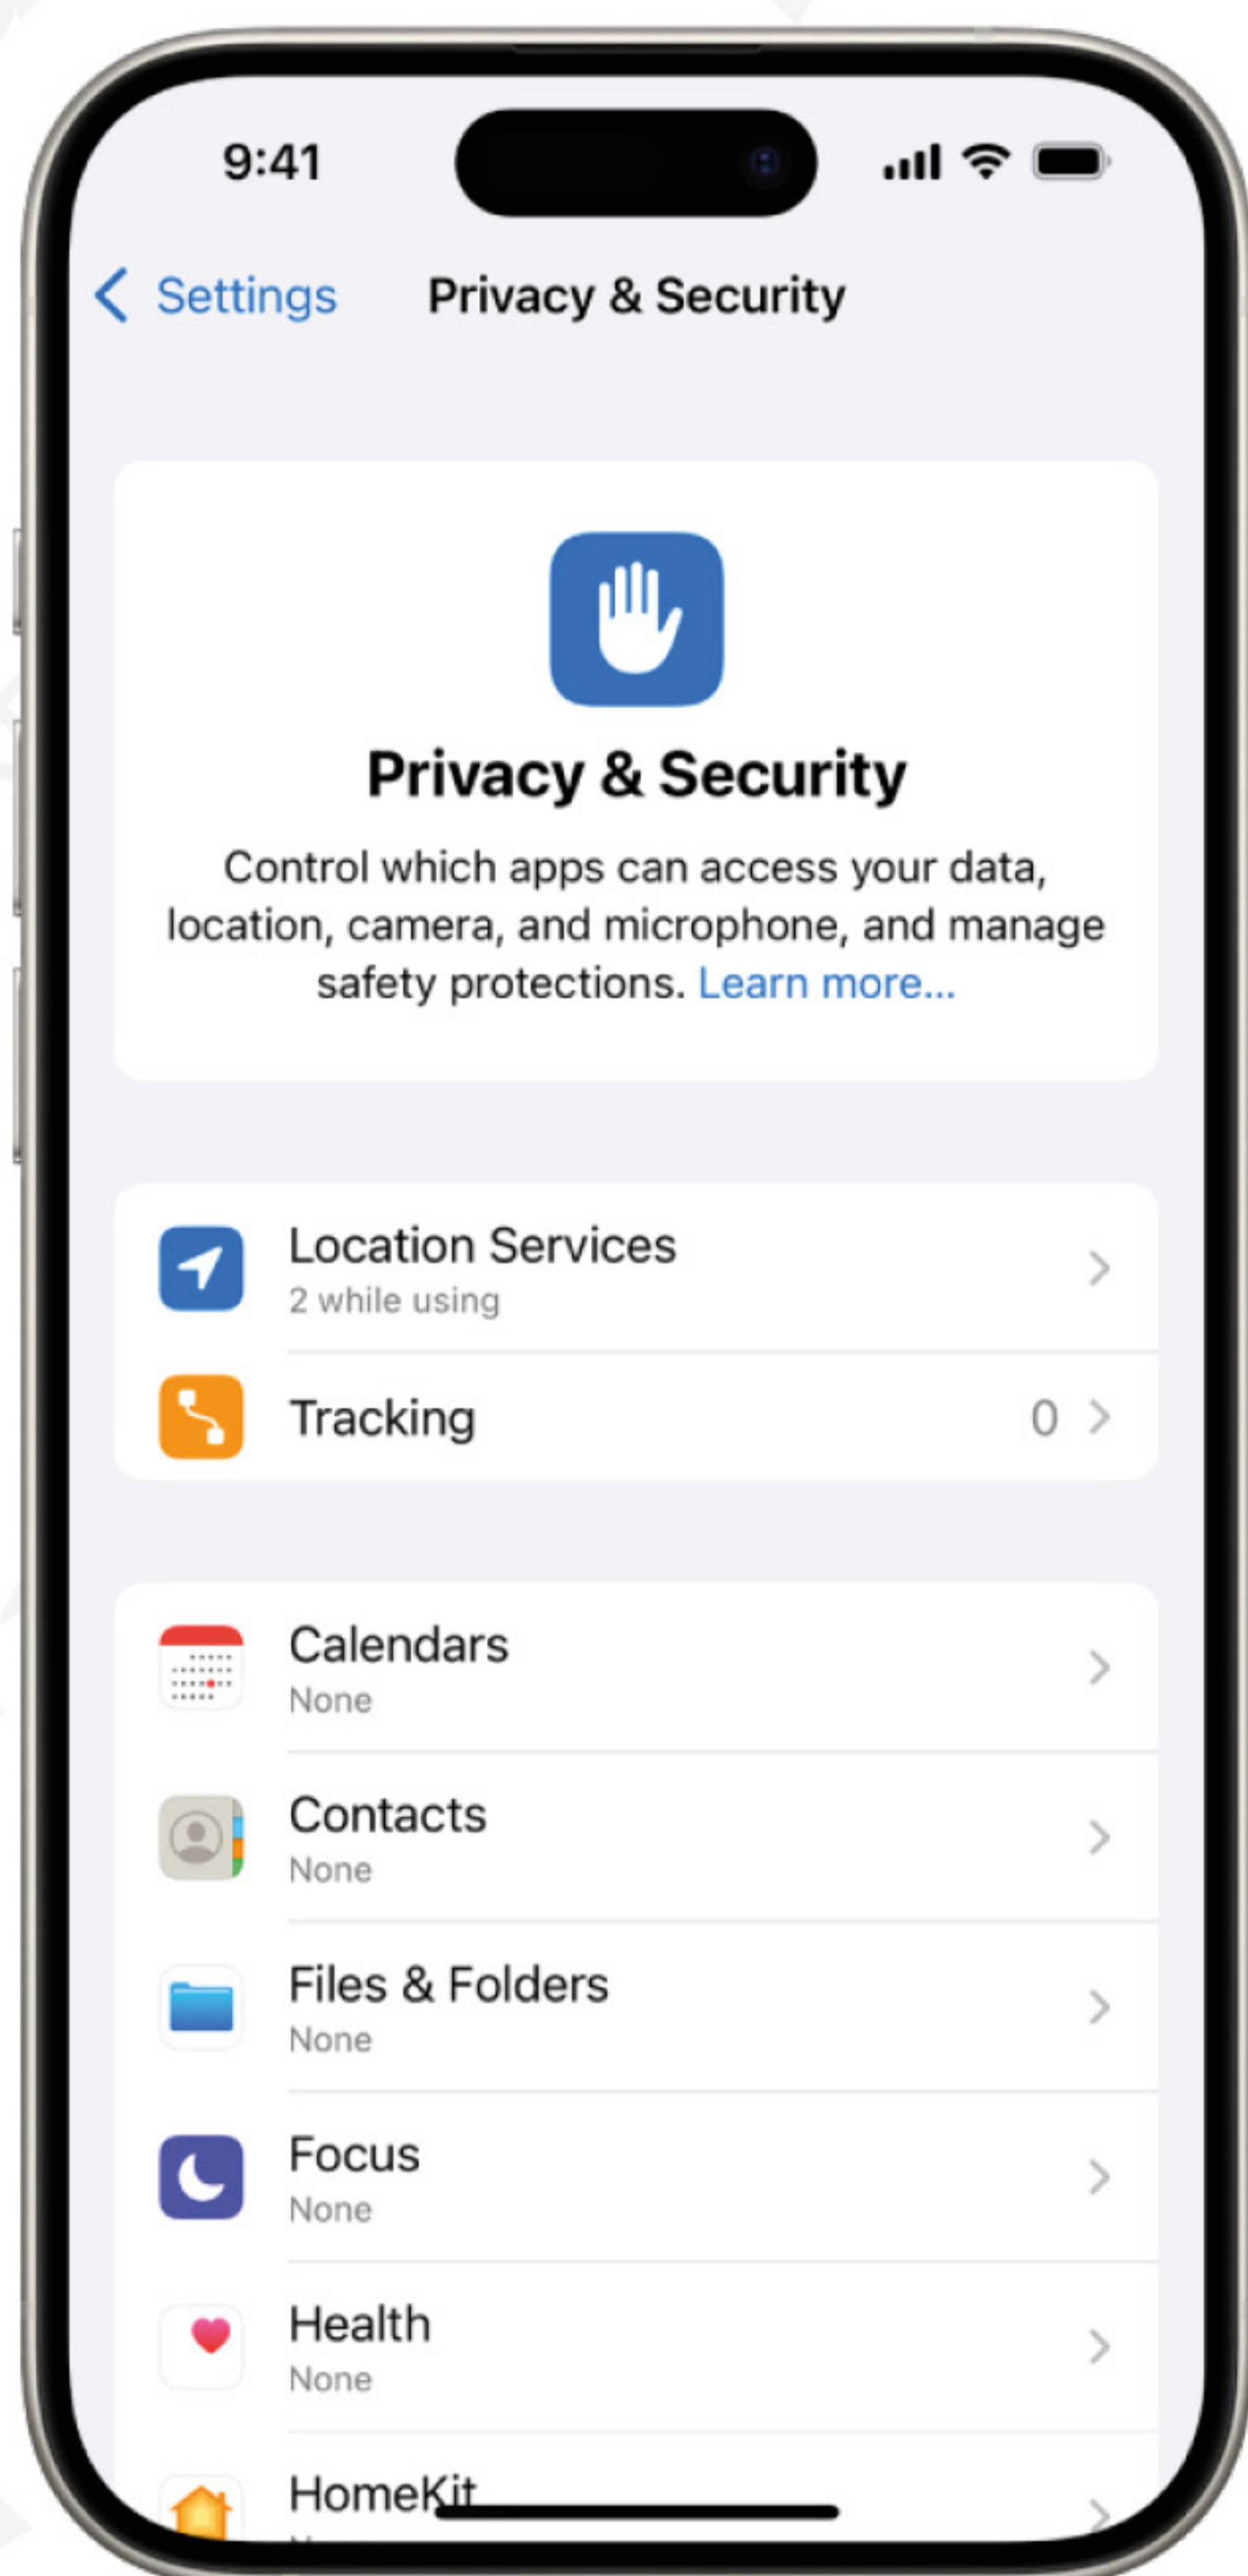 9:41
Settings
Privacy & Security
Privacy & Security
Control which apps can access your data,
location, camera, and microphone, and manage
safety protections. Learn more...
Location Services
2 while using
Tracking
0
Calendars
None
Contacts
None
Files & Folders
None
Focus
None
Health
None
HomeKit